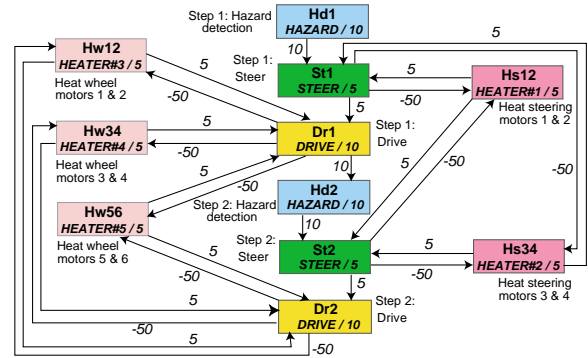 Step 1: Hazard
detection
Hd1
HAZARD / 10
5
Hw12
HEATER#3 / 5
5
10
Step 1:
Steer
St1
STEER / 5
5
-50
Hs12
HEATER#1 / 5
Heat wheel
motors 1 & 2
-50
5
Heat steering
motors 1 & 2
Hw34
HEATER#4 / 5
5
-50
Dr1
DRIVE / 10
Step 1:
Drive
5
-50
Heat wheel
motors 3 & 4
5
-50
10
-50
Step 2: Hazard
detection
Hd2
HAZARD / 10
Hw56
HEATER#5 / 5
10
Heat wheel
motors 5 & 6
5
-50
Step 2:
Steer
St2
STEER / 5
5
-50
Hs34
HEATER#2 / 5
5
Heat steering
motors 3 & 4
Dr2
DRIVE / 10
Step 2:
Drive
-50
5
-50